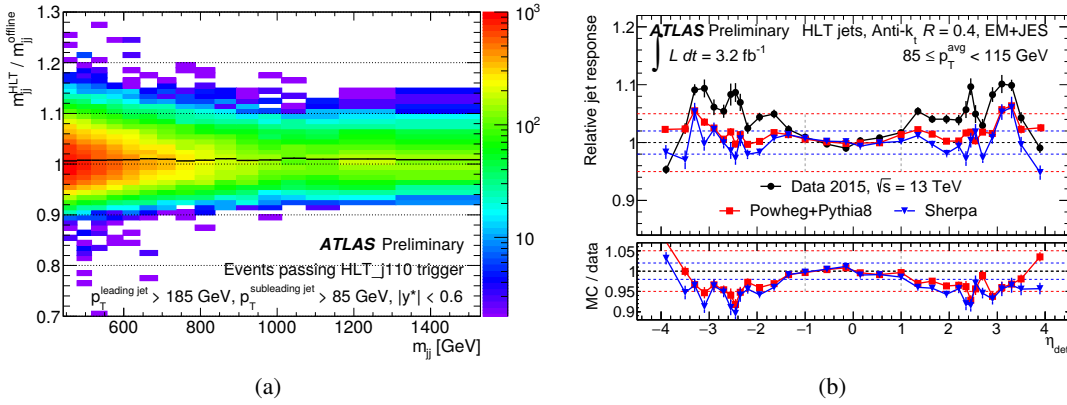 m_jj^HLT / m_jj^offline
1.3
1.2
1.1
1
0.9
0.8
0.7
ATLAS Preliminary
Events passing HLT_j110 trigger
p_T^leading jet > 185 GeV, p_T^subleading jet > 85 GeV, |y*| < 0.6
600 800 1000 1200 1400
m_jj [GeV]
10^3
10^2
10
(a)
Relative jet response
1.2
1.1
1
0.9
ATLAS Preliminary HLT jets, Anti-k_t R = 0.4, EM+JES
∫ L dt = 3.2 fb^-1
85 ≤ p_T^avg < 115 GeV
Data 2015, √s = 13 TeV
Powheg+Pythia8 Sherpa
MC / data
1.05
1
0.95
0.9
−4 −3 −2 −1 0 1 2 3 4
η_det
(b)